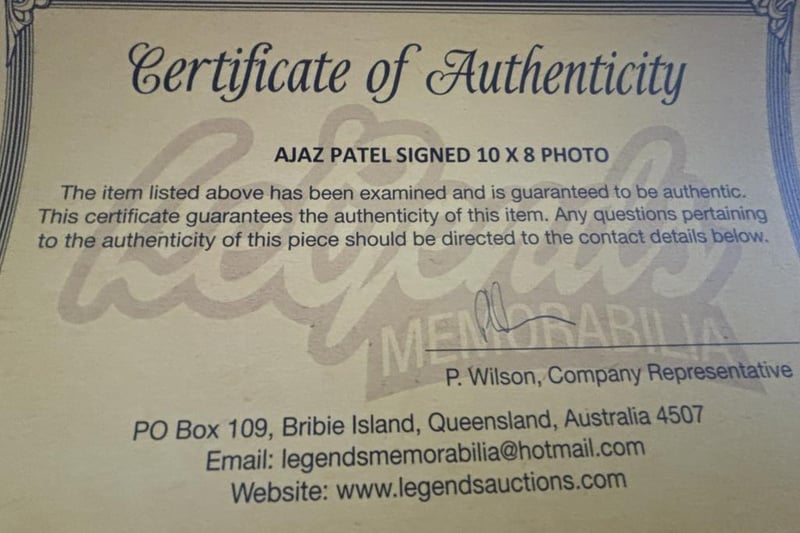 Certificate of Authenticity
AJAZ PATEL SIGNED 10 X 8 PHOTO
The item listed above has been examined and is guaranteed to be authentic.
This certificate guarantees the authenticity of this item. Any questions pertaining
to the authenticity of this piece should be directed to the contact details below.
Legends
MEMORABILIA
P. Wilson, Company Representative
PO Box 109, Bribie Island, Queensland, Australia 4507
Email: legendsmemorabilia@hotmail.com
Website: www.legendsauctions.com